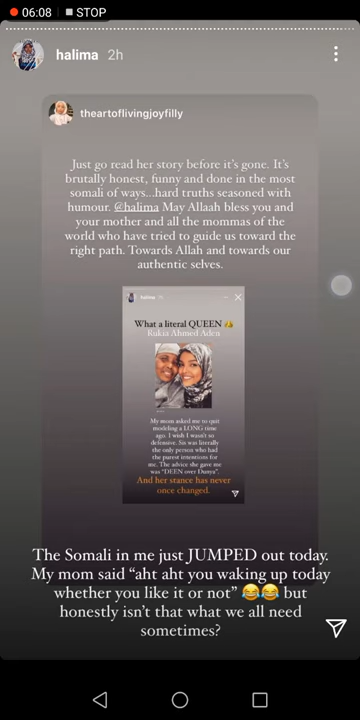 06:08 STOP
halima 2h
theartoflivingjoyfilly
Just go read her story before it's gone. It's
brutally honest, funny and done in the most
somali of ways...hard truths seasoned with
humour. @halima May Allaah bless you and
your mother and all the mommas of the
world who have tried to guide us toward the
right path. Towards Allah and towards our
authentic selves.
halima
What a literal QUEEN 🥺
Rukia Ahmed Aden
My mom asked me to quit
modeling a LONG time
ago. I wish I wasn't so
defensive. Sis was literally
the only person who had
the purest intentions for
me. The advice she gave me
was "DEEN over Dunya".
And her stance has never
once changed.
The Somali in me just JUMPED out today.
My mom said "aht aht you waking up today
whether you like it or not" 😂😂 but
honestly isn't that what we all need
sometimes?